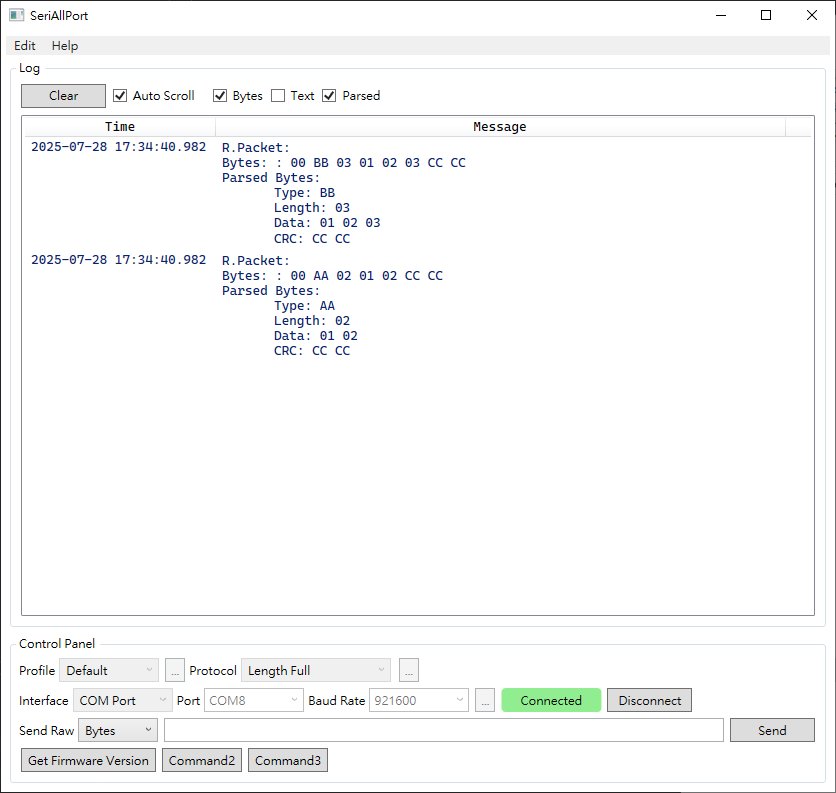 SeriAllPort
Edit Help
Log
Clear Auto Scroll Bytes Text Parsed
Time Message
2025-07-28 17:34:40.982 R.Packet:
Bytes: : 00 BB 03 01 02 03 CC CC
Parsed Bytes:
Type: BB
Length: 03
Data: 01 02 03
CRC: CC CC
2025-07-28 17:34:40.982 R.Packet:
Bytes: : 00 AA 02 01 02 CC CC
Parsed Bytes:
Type: AA
Length: 02
Data: 01 02
CRC: CC CC
Control Panel
Profile Default ... Protocol Length Full ...
Interface COM Port Port COM8 Baud Rate 921600 ... Connected Disconnect
Send Raw Bytes Send
Get Firmware Version Command2 Command3